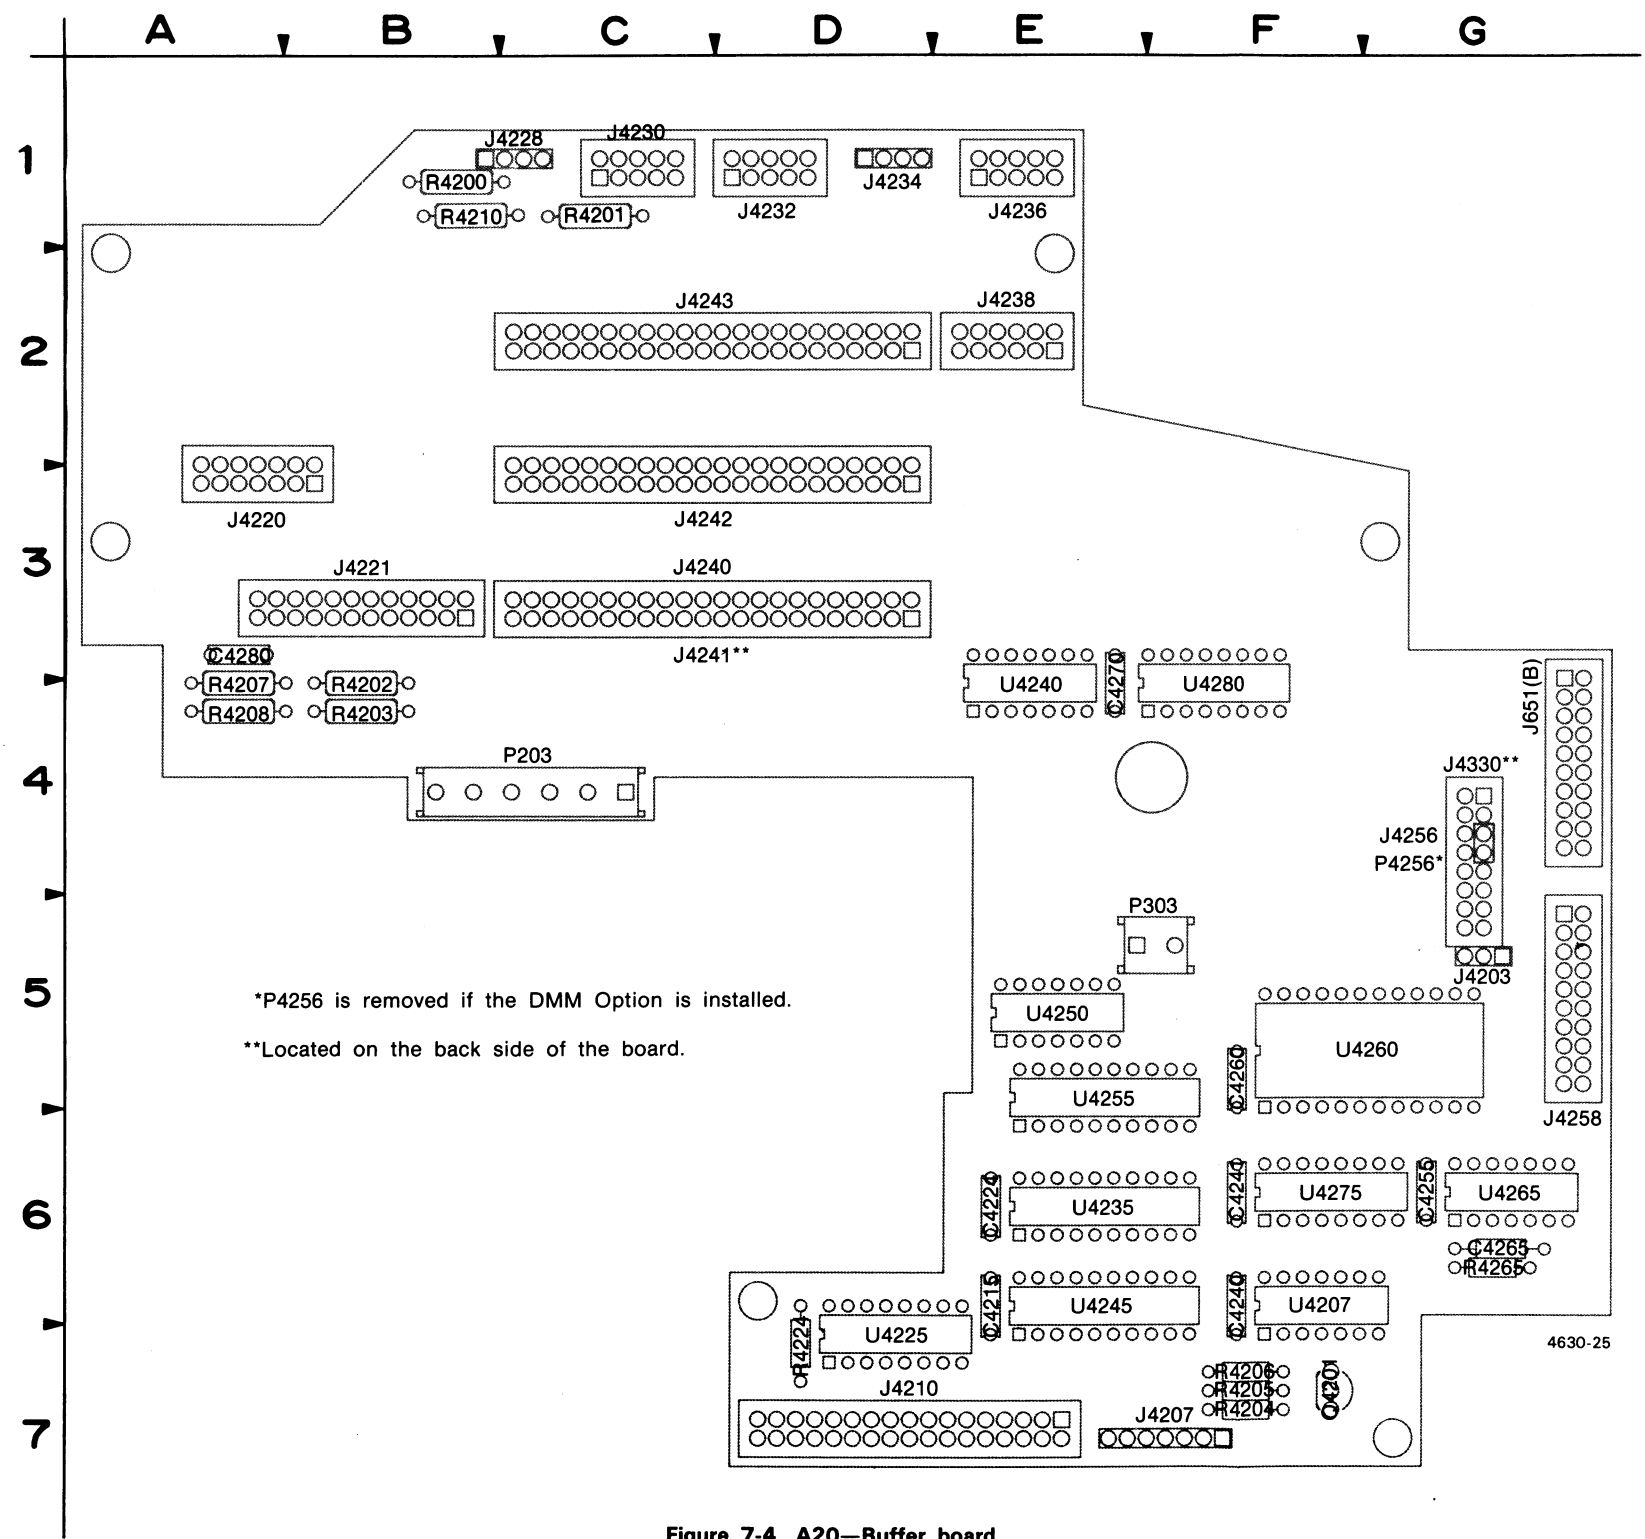 A B C D E F G
1
J4228 J4230
R4200
J4232 J4234 J4236
R4210 R4201
J4243 J4238
2
J4220 J4242
3
J4221 J4240
C4280 J4241**
R4207 R4202 U4240 C4270 U4280
R4208 R4203
J651(B)
P203
4
J4330**
J4256
P4256*
P303
J4203
5
*P4256 is removed if the DMM Option is installed.
U4250
**Located on the back side of the board.
U4260
C4260
U4255
J4258
C4224 U4235 C4241 U4275 C4255 U4265
6
C4265
R4265
C4215 U4245 C4240 U4207
R4224 U4225
4630-25
R4206
J4210 R4205 Q4201
R4204
J4207
7
Figure 7-4. A20—Buffer board